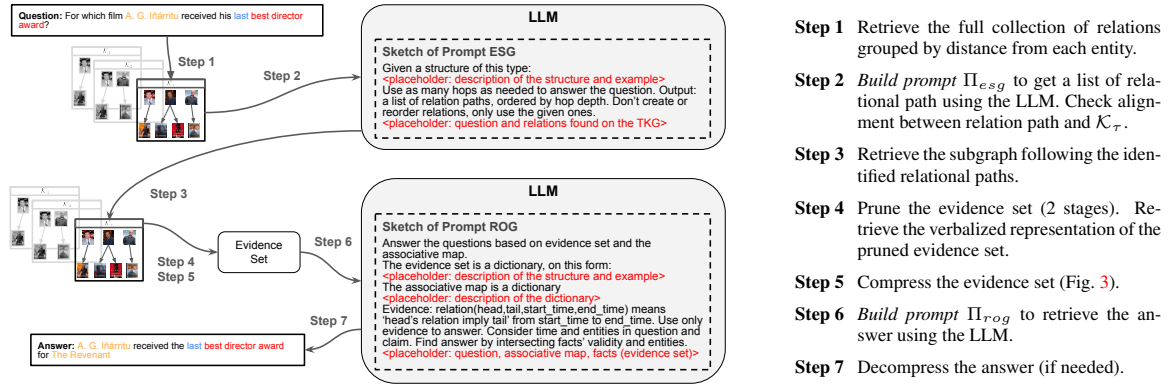 Question: For which film A. G. Iñárritu received his last best director
award?
Step 1
Step 2
LLM
Sketch of Prompt ESG
Given a structure of this type:
<placeholder: description of the structure and example>
Use as many hops as needed to answer the question. Output:
a list of relation paths, ordered by hop depth. Don't create or
reorder relations, only use the given ones.
<placeholder: question and relations found on the TKG>
Step 3
Step 4
Step 5
Evidence
Set
Step 6
LLM
Sketch of Prompt ROG
Answer the questions based on evidence set and the
associative map.
The evidence set is a dictionary, on this form:
<placeholder: description of the structure and example>
The associative map is a dictionary
<placeholder: description of the dictionary>
Evidence: relation(head,tail,start_time,end_time) means
'head's relation imply tail' from start_time to end_time. Use only
evidence to answer. Consider time and entities in question and
claim. Find answer by intersecting facts' validity and entities.
<placeholder: question, associative map, facts (evidence set)>
Step 7
Answer: A. G. Iñárritu received the last best director award
for The Revenant
Step 1 Retrieve the full collection of relations
grouped by distance from each entity.
Step 2 Build prompt Π_esg to get a list of rela-
tional path using the LLM. Check align-
ment between relation path and 𝒦_τ.
Step 3 Retrieve the subgraph following the iden-
tified relational paths.
Step 4 Prune the evidence set (2 stages). Re-
trieve the verbalized representation of the
pruned evidence set.
Step 5 Compress the evidence set (Fig. 3).
Step 6 Build prompt Π_rog to retrieve the an-
swer using the LLM.
Step 7 Decompress the answer (if needed).